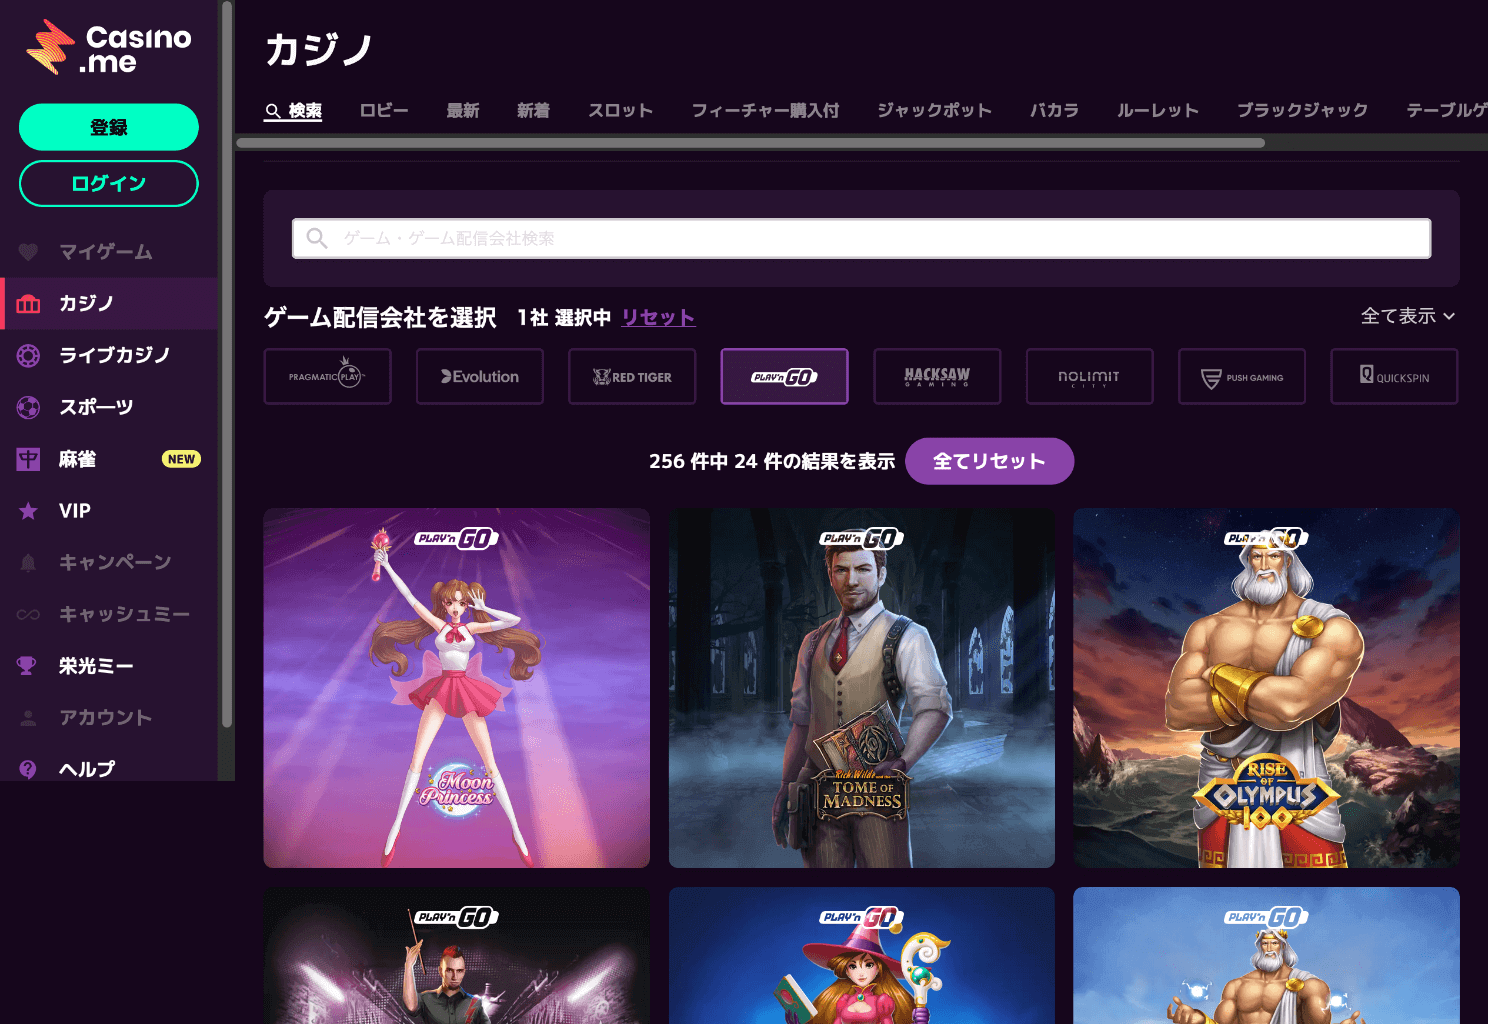 Casino
.me
登録
ログイン
マイゲーム
カジノ
ライブカジノ
スポーツ
麻雀 NEW
VIP
キャンペーン
キャッシュミー
栄光ミー
アカウント
ヘルプ
カジノ
検索 ロビー 最新 新着 スロット フィーチャー購入付 ジャックポット バカラ ルーレット ブラックジャック テーブルゲ
ゲーム・ゲーム配信会社検索
ゲーム配信会社を選択 1社 選択中 リセット 全て表示
PRAGMATIC PLAY Evolution RED TIGER PLAY'n GO HACKSAW GAMING NOLIMIT CITY PUSH GAMING QUICKSPIN
256 件中 24 件の結果を表示 全てリセット
PLAY'n GO PLAY'n GO PLAY'n GO
Moon
Princess
Rich Wilde and the
TOME OF
MADNESS
RISE
OF
OLYMPUS
100
PLAY'n GO PLAY'n GO PLAY'n GO